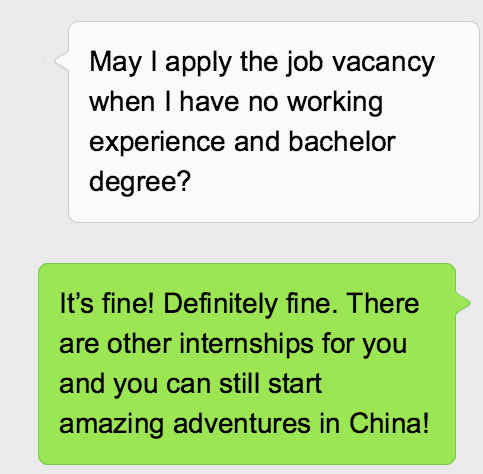 May I apply the job vacancy
when I have no working
experience and bachelor
degree?
It's fine! Definitely fine. There
are other internships for you
and you can still start
amazing adventures in China!